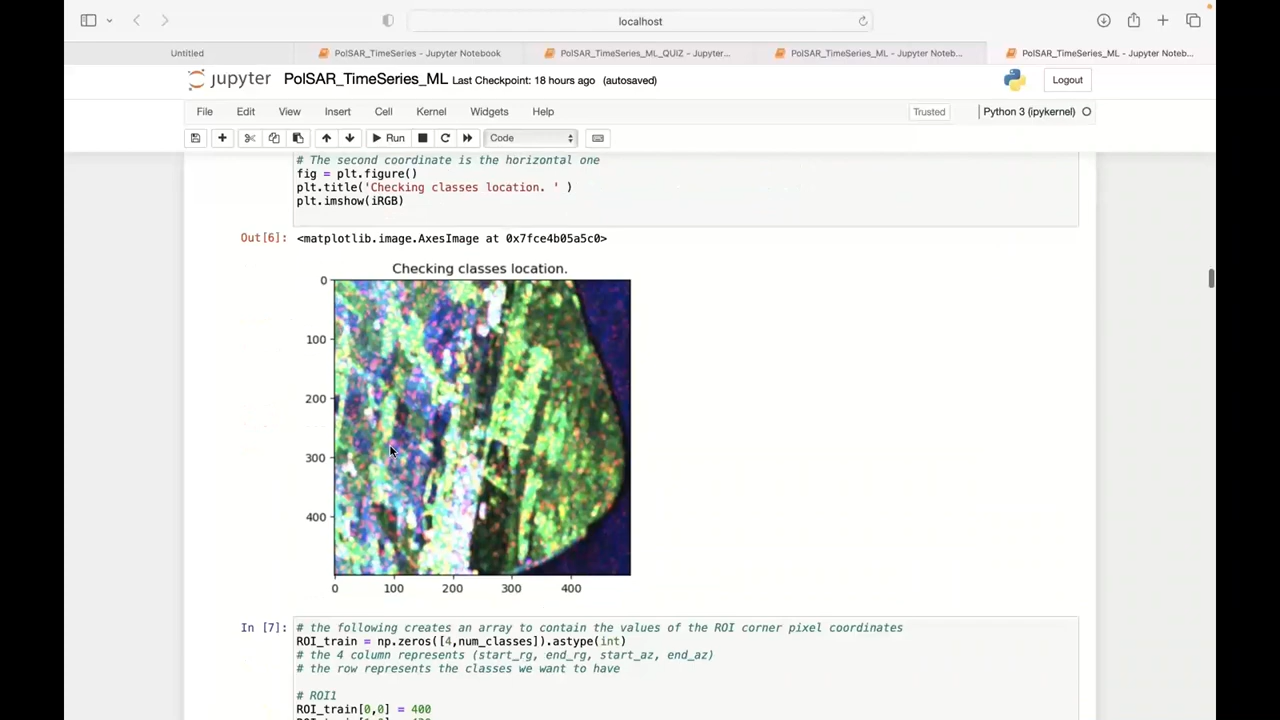 localhost
Untitled
PolSAR_TimeSeries - Jupyter Notebook
PolSAR_TimeSeries_ML_QUIZ - Jupyter...
PolSAR_TimeSeries_ML - Jupyter Noteb...
PolSAR_TimeSeries_ML - Jupyter Noteb...
jupyter PolSAR_TimeSeries_ML Last Checkpoint: 18 hours ago (autosaved)
Logout
File Edit View Insert Cell Kernel Widgets Help
Trusted
Python 3 (ipykernel)
Run
Code
# The second coordinate is the horizontal one
fig = plt.figure()
plt.title('Checking classes location. ' )
plt.imshow(iRGB)
Out[6]: <matplotlib.image.AxesImage at 0x7fce4b05a5c0>
Checking classes location.
0
100
200
300
400
0 100 200 300 400
In [7]: # the following creates an array to contain the values of the ROI corner pixel coordinates
ROI_train = np.zeros([4,num_classes]).astype(int)
# the 4 column represents (start_rg, end_rg, start_az, end_az)
# the row represents the classes we want to have
# ROI1
ROI_train[0,0] = 400